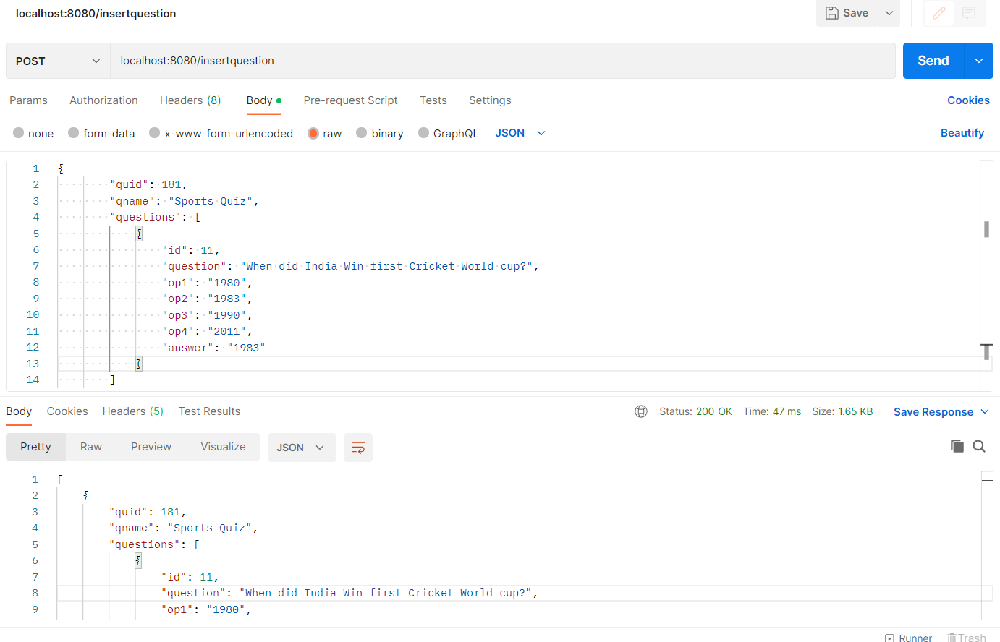 localhost:8080/insertquestion
Save
POST
localhost:8080/insertquestion
Send
Params Authorization Headers (8) Body Pre-request Script Tests Settings Cookies
none form-data x-www-form-urlencoded raw binary GraphQL JSON Beautify
1 {
2 "quid": 181,
3 "qname": "Sports Quiz",
4 "questions": [
5 {
6 "id": 11,
7 "question": "When did India Win first Cricket World cup?",
8 "op1": "1980",
9 "op2": "1983",
10 "op3": "1990",
11 "op4": "2011",
12 "answer": "1983"
13 }
14 ]
Body Cookies Headers (5) Test Results Status: 200 OK Time: 47 ms Size: 1.65 KB Save Response
Pretty Raw Preview Visualize JSON
1 [
2 {
3 "quid": 181,
4 "qname": "Sports Quiz",
5 "questions": [
6 {
7 "id": 11,
8 "question": "When did India Win first Cricket World cup?",
9 "op1": "1980",
Runner Trash